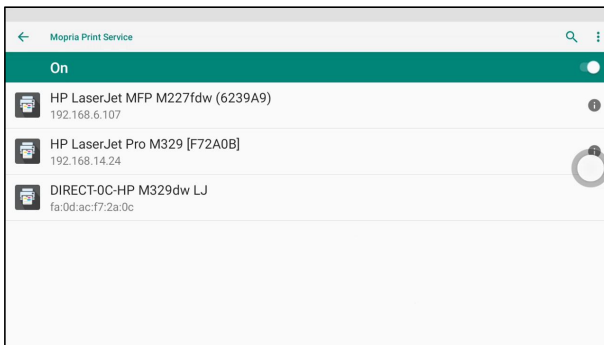 Mopria Print Service
On
HP LaserJet MFP M227fdw (6239A9)
192.168.6.107
HP LaserJet Pro M329 [F72A0B]
192.168.14.24
DIRECT-0C-HP M329dw LJ
fa:0d:ac:f7:2a:0c